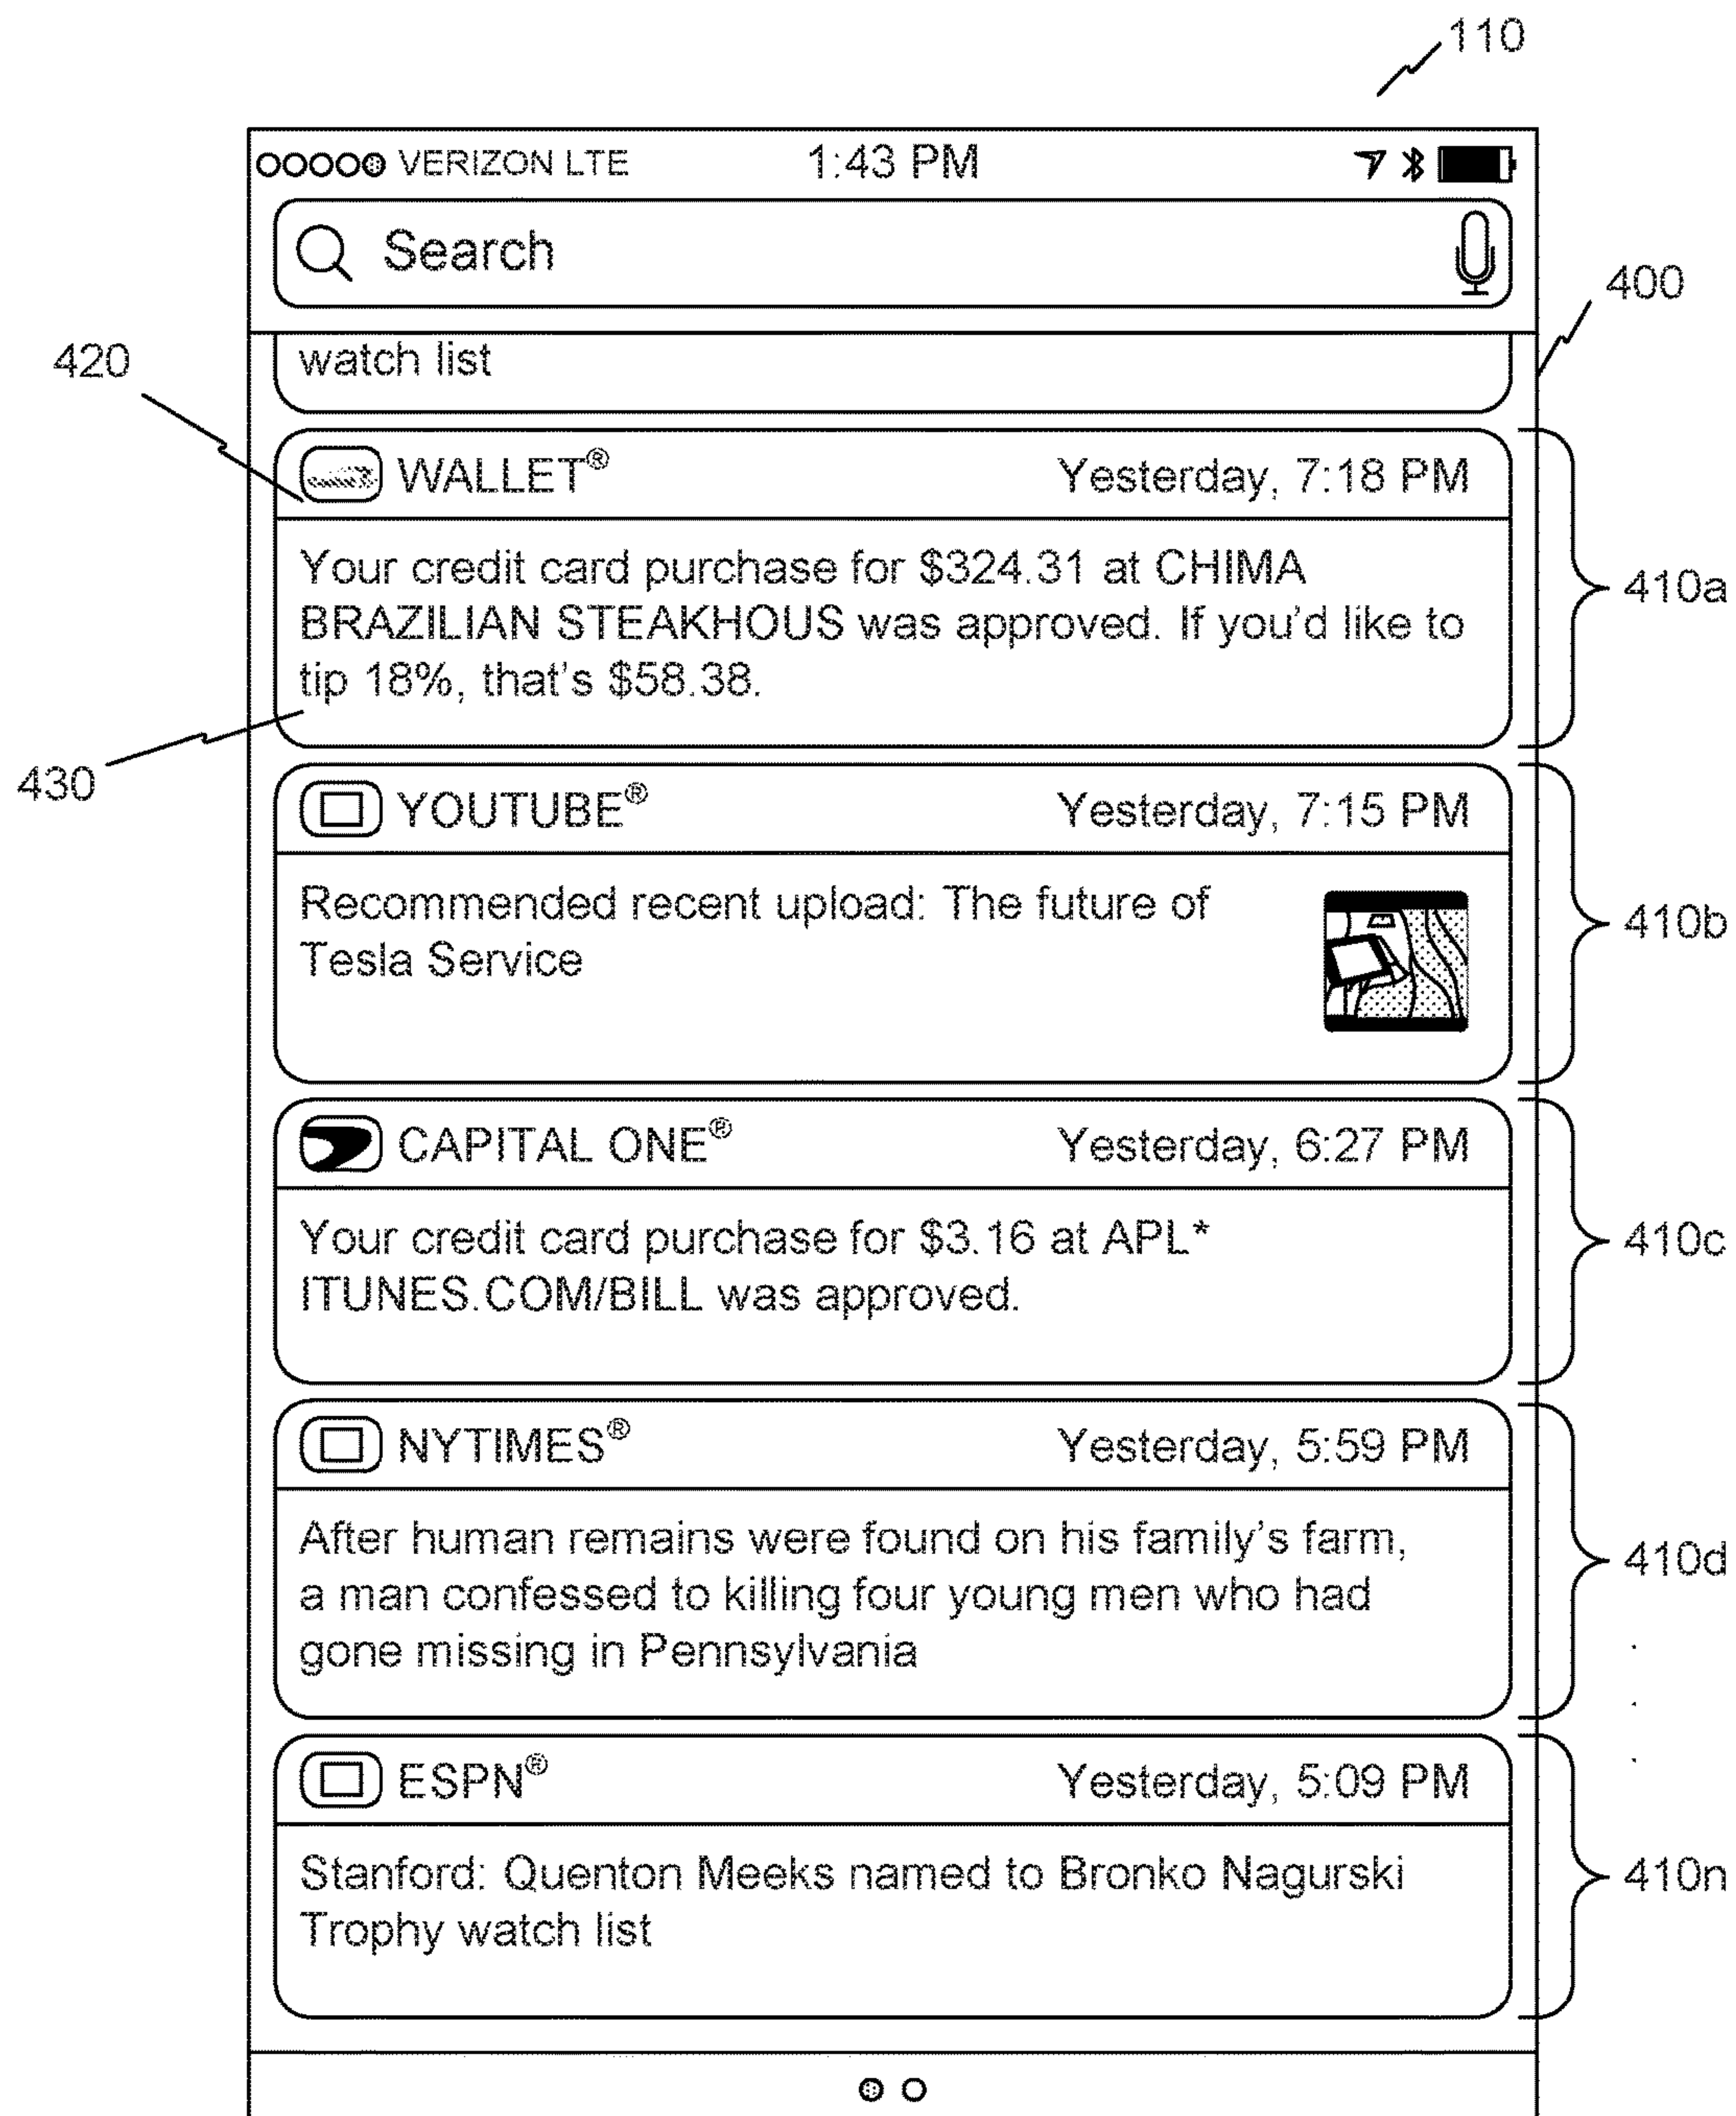 110
VERIZON LTE 1:43 PM
Search
400
420
watch list
WALLET® Yesterday, 7:18 PM
Your credit card purchase for $324.31 at CHIMA
BRAZILIAN STEAKHOUS was approved. If you'd like to
tip 18%, that's $58.38.
410a
430
YOUTUBE® Yesterday, 7:15 PM
Recommended recent upload: The future of
Tesla Service
410b
CAPITAL ONE® Yesterday, 6:27 PM
Your credit card purchase for $3.16 at APL*
ITUNES.COM/BILL was approved.
410c
NYTIMES® Yesterday, 5:59 PM
After human remains were found on his family's farm,
a man confessed to killing four young men who had
gone missing in Pennsylvania
410d
ESPN® Yesterday, 5:09 PM
Stanford: Quenton Meeks named to Bronko Nagurski
Trophy watch list
410n